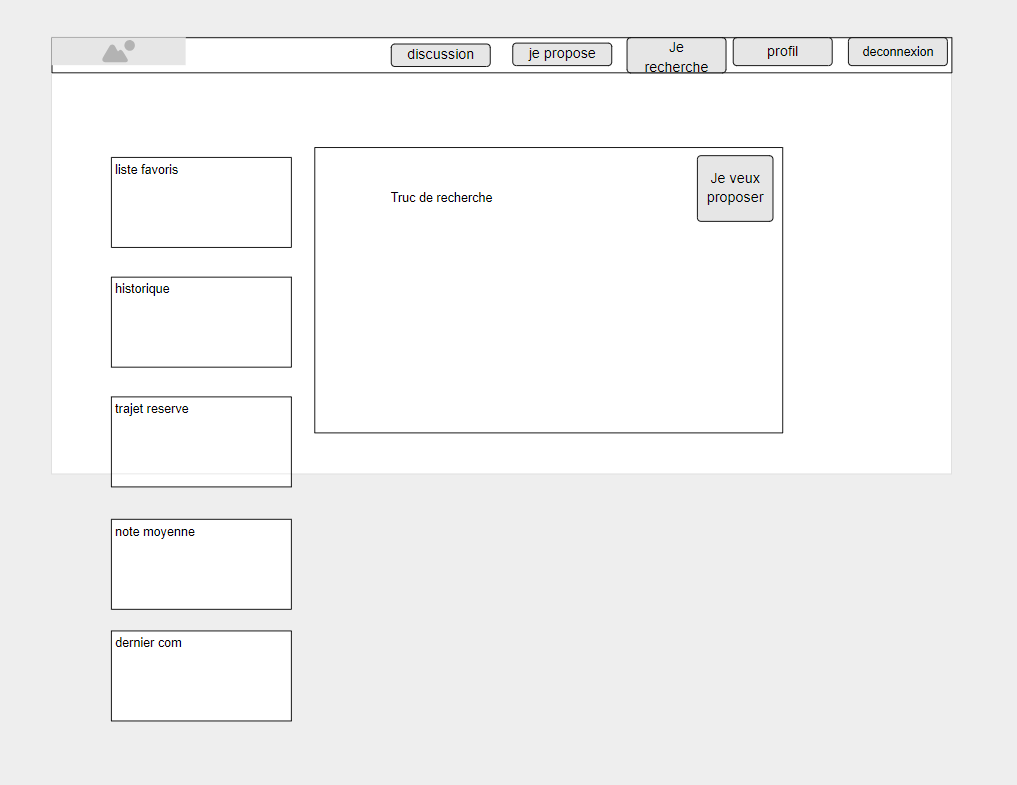 discussion
je propose
Je
recherche
profil
deconnexion
liste favoris
Truc de recherche
Je veux
proposer
historique
trajet reserve
note moyenne
dernier com